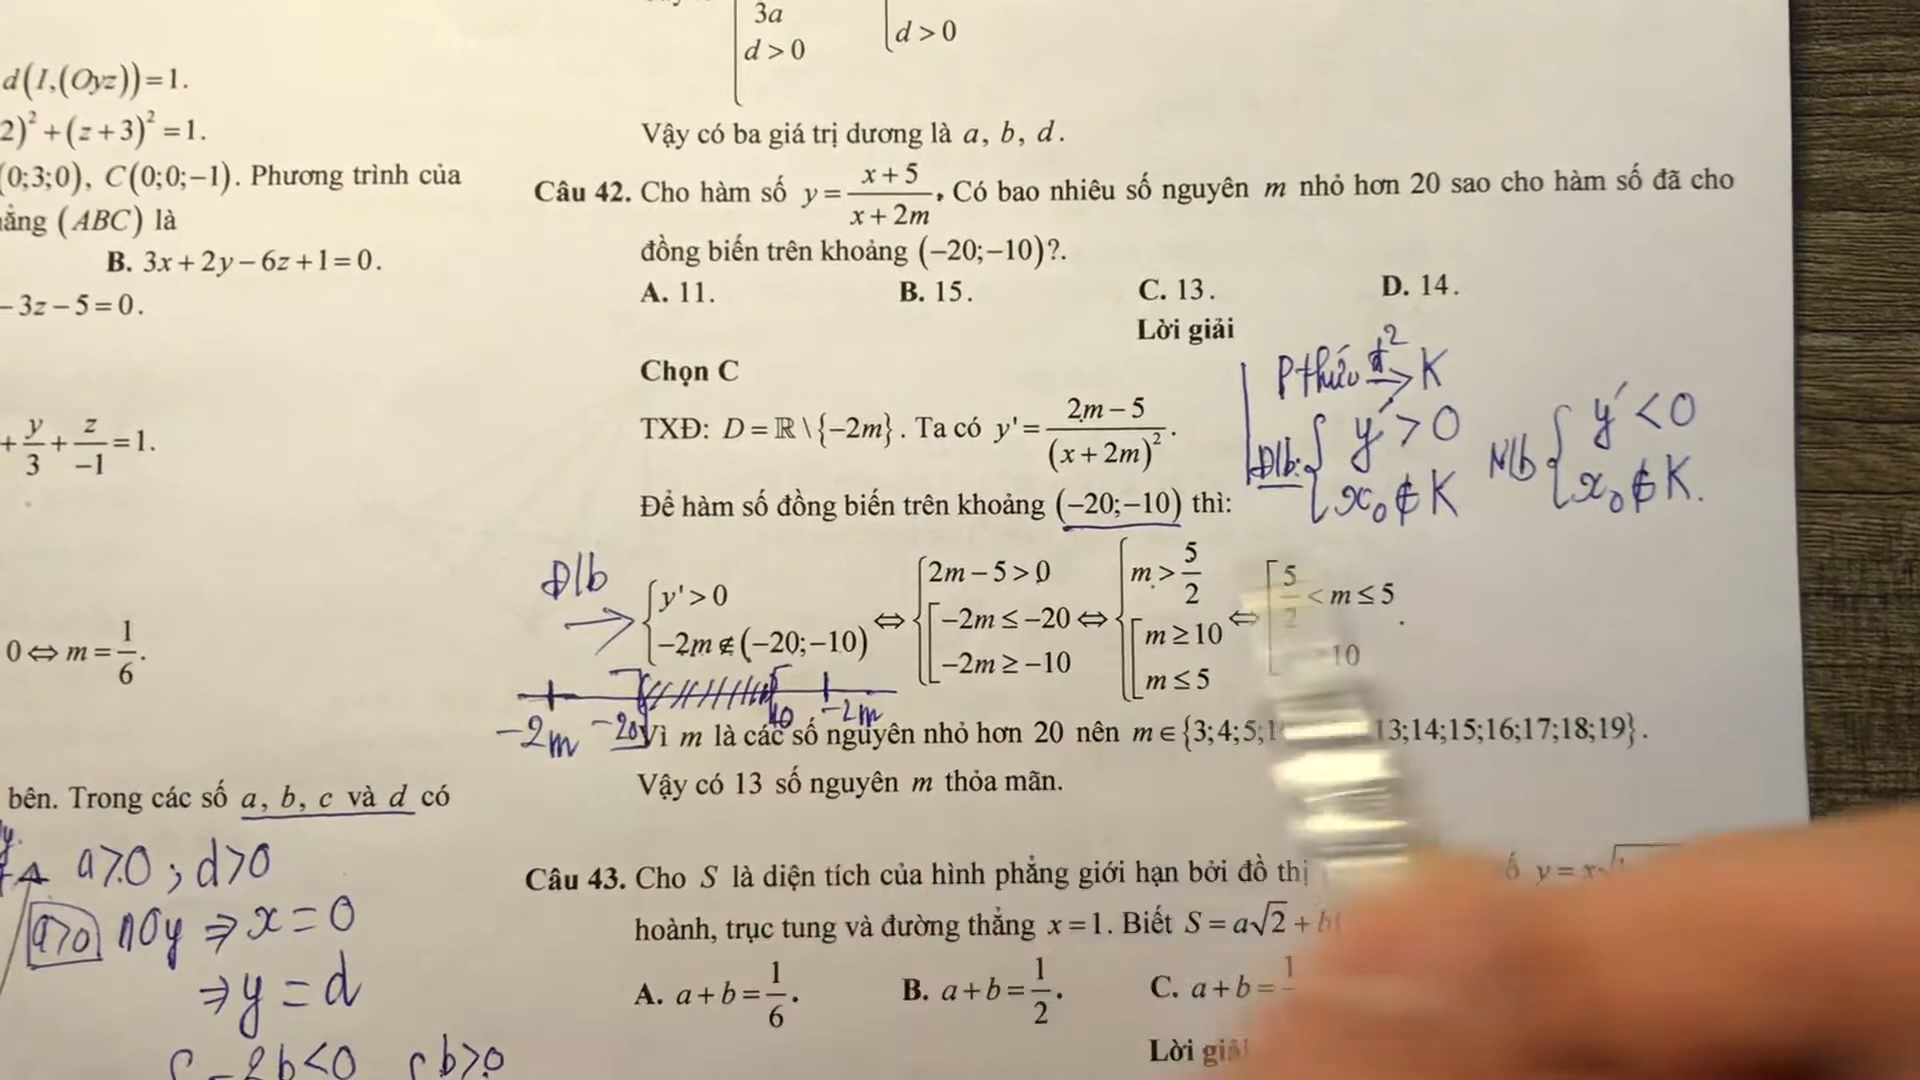 d(I,(Oyz))=1.
2)²+(z+3)²=1.
0;3;0), C(0;0;−1). Phương trình của
ẳng (ABC) là
B. 3x+2y−6z+1=0.
−3z−5=0.
+y/3+z/−1=1.
0⇔m=1/6.
bên. Trong các số a, b, c và d có
y
a>0 ; d>0
a>0 ∩Oy ⇒ x=0
⇒ y=d
−2b<0 b>0
3a
d>0
d>0
Vậy có ba giá trị dương là a, b, d.
Câu 42. Cho hàm số y=(x+5)/(x+2m), Có bao nhiêu số nguyên m nhỏ hơn 20 sao cho hàm số đã cho
đồng biến trên khoảng (−20;−10)?.
A. 11. B. 15. C. 13. D. 14.
Lời giải
Chọn C
P thức → K
TXĐ: D=ℝ\{−2m}. Ta có y'=(2m−5)/(x+2m)².
Đlb: { y'>0
x₀∉K
Nlb { y'<0
x₀∉K.
Để hàm số đồng biến trên khoảng (−20;−10) thì:
Đlb →
{ y'>0
−2m∉(−20;−10)
⇔ { 2m−5>0
[ −2m≤−20
−2m≥−10
⇔ { m>5/2
[ m≥10
m≤5
⇔ [ 5/2<m≤5
10
.
−2m −20 10 −2m
Vì m là các số nguyên nhỏ hơn 20 nên m∈{3;4;5;1 13;14;15;16;17;18;19}.
Vậy có 13 số nguyên m thỏa mãn.
Câu 43. Cho S là diện tích của hình phẳng giới hạn bởi đồ thị y=x√
hoành, trục tung và đường thẳng x=1. Biết S=a√2+b
A. a+b=1/6. B. a+b=1/2. C. a+b=1
Lời giải